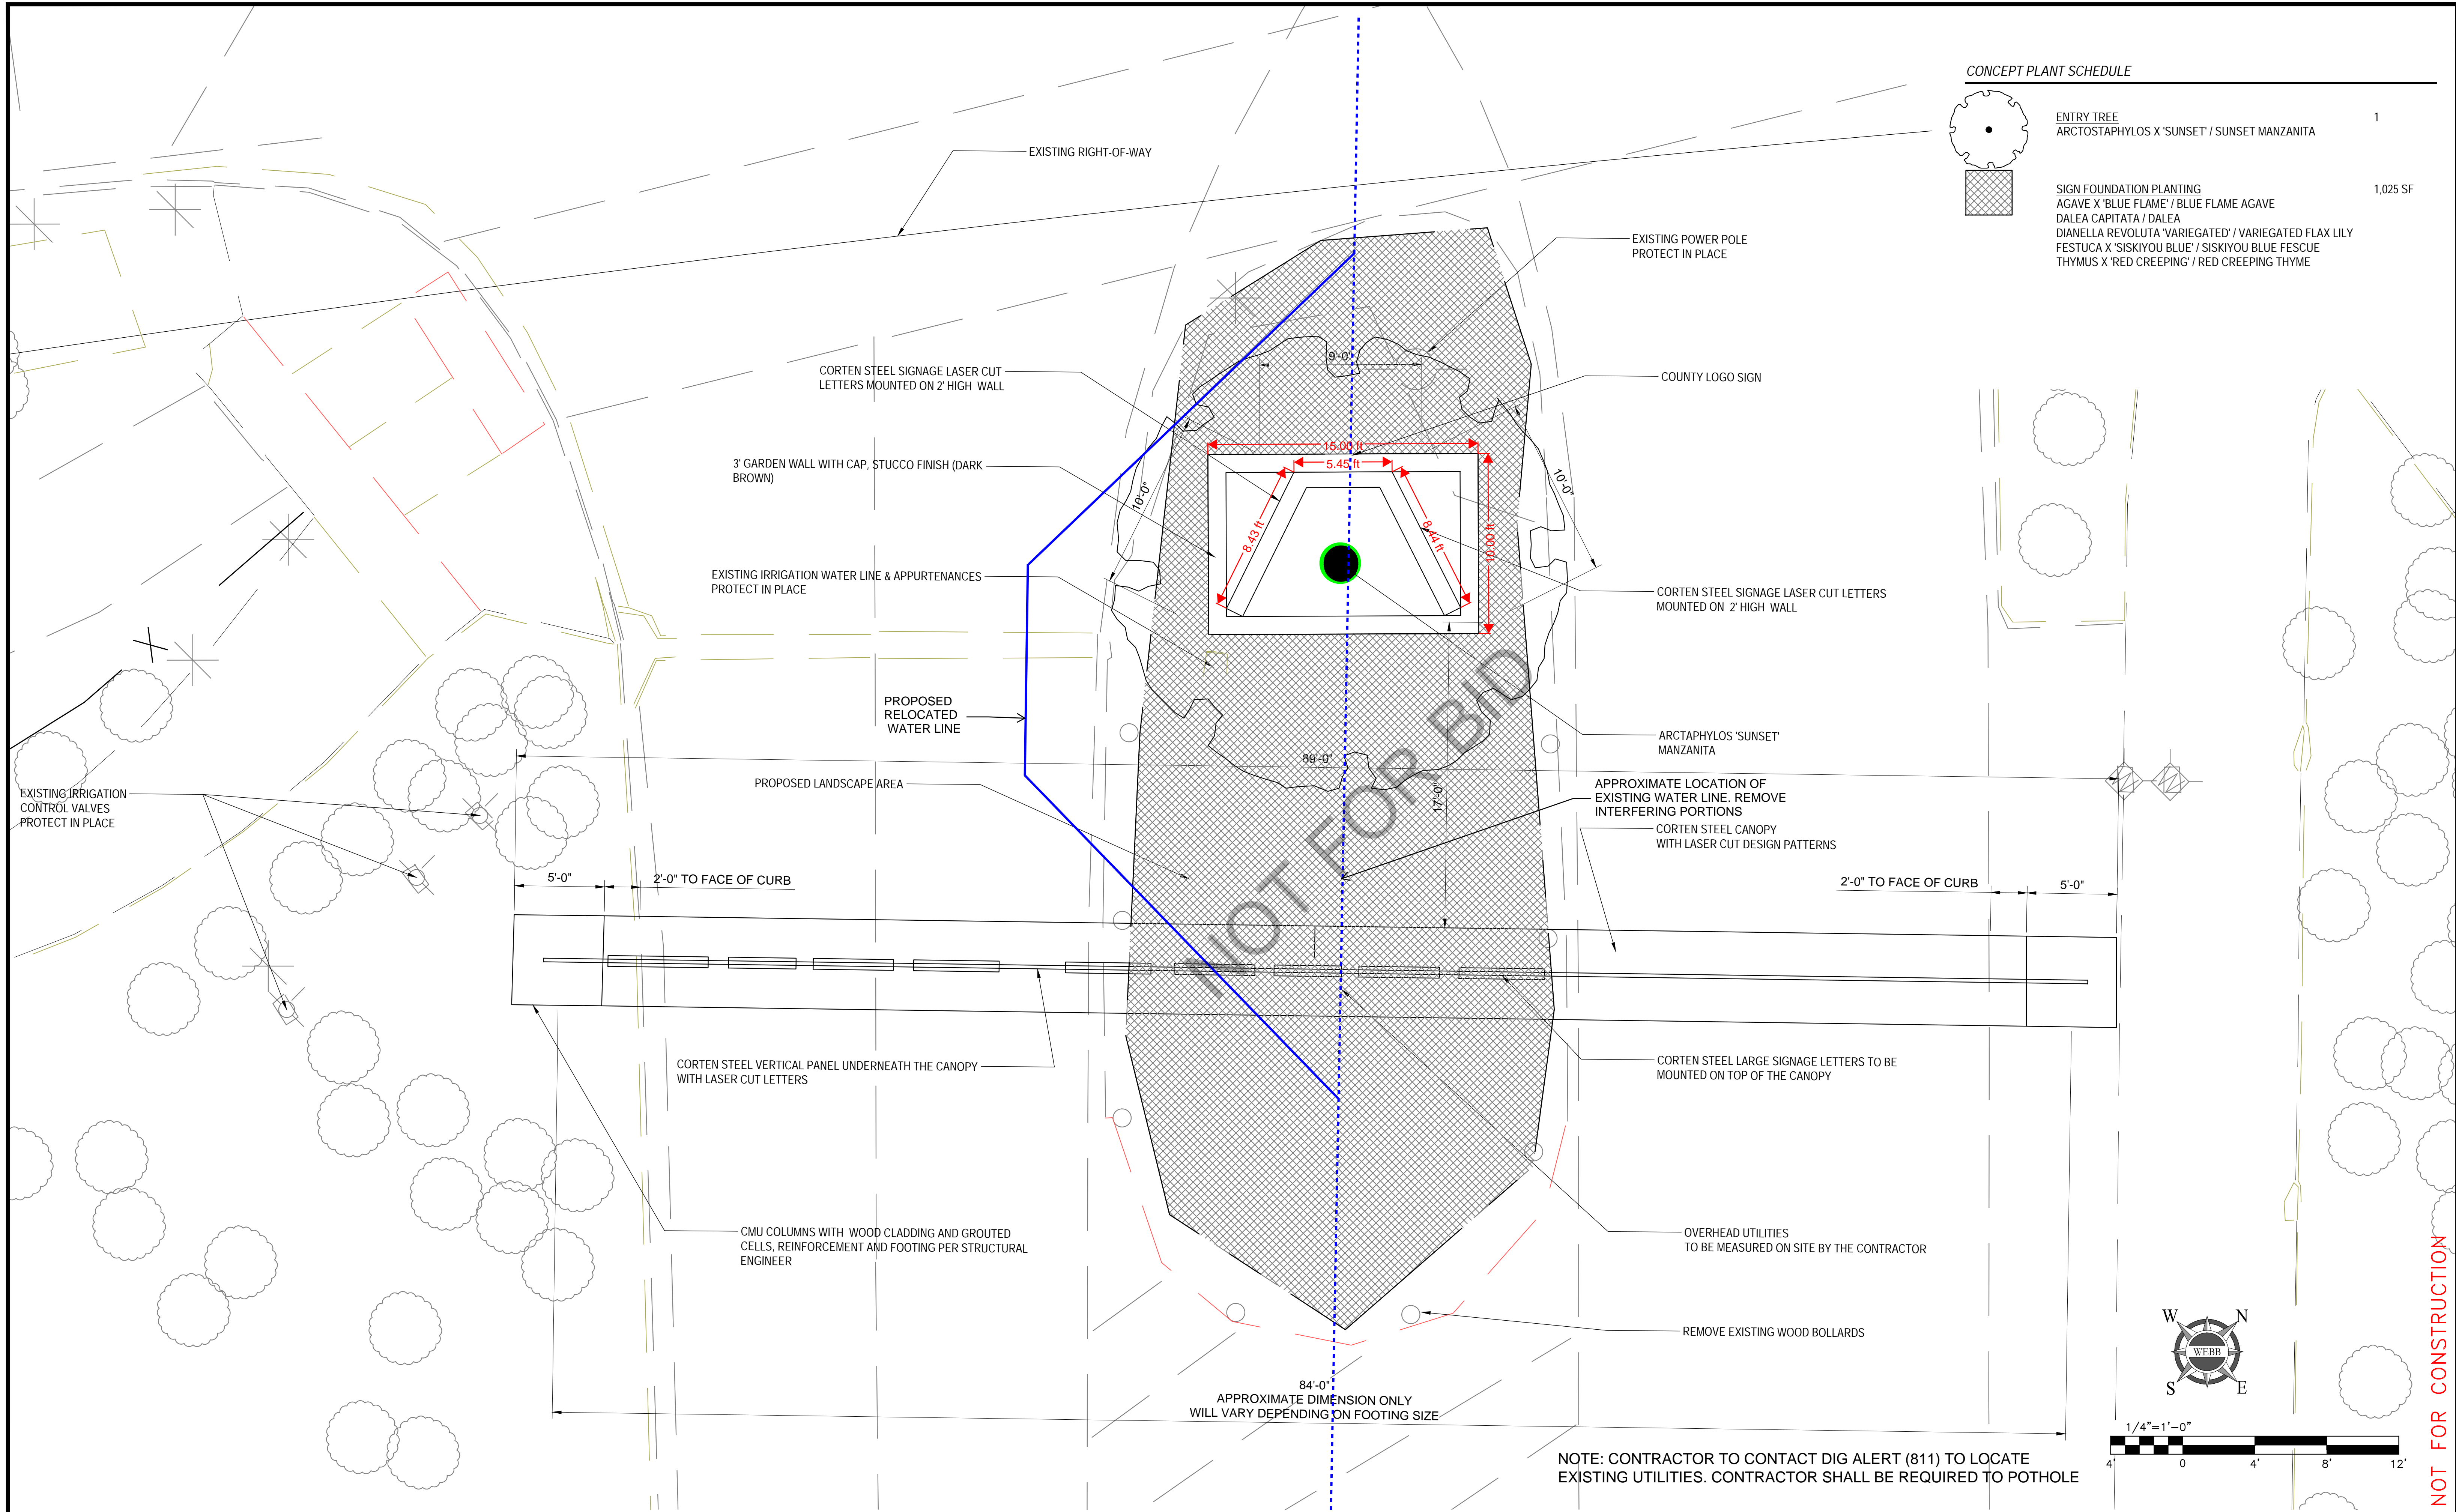 CONCEPT PLANT SCHEDULE
ENTRY TREE 1
ARCTOSTAPHYLOS X 'SUNSET' / SUNSET MANZANITA
SIGN FOUNDATION PLANTING 1,025 SF
AGAVE X 'BLUE FLAME' / BLUE FLAME AGAVE
DALEA CAPITATA / DALEA
DIANELLA REVOLUTA 'VARIEGATED' / VARIEGATED FLAX LILY
FESTUCA X 'SISKIYOU BLUE' / SISKIYOU BLUE FESCUE
THYMUS X 'RED CREEPING' / RED CREEPING THYME
EXISTING RIGHT-OF-WAY
EXISTING POWER POLE
PROTECT IN PLACE
9'-0"
CORTEN STEEL SIGNAGE LASER CUT
LETTERS MOUNTED ON 2' HIGH WALL
COUNTY LOGO SIGN
15.00 ft
5.45 ft
3' GARDEN WALL WITH CAP, STUCCO FINISH (DARK
BROWN)
10'-0"
10'-0"
8.43 ft
8.44 ft
10.00 ft
EXISTING IRRIGATION WATER LINE & APPURTENANCES
PROTECT IN PLACE
CORTEN STEEL SIGNAGE LASER CUT LETTERS
MOUNTED ON 2' HIGH WALL
PROPOSED
RELOCATED
WATER LINE
ARCTAPHYLOS 'SUNSET'
MANZANITA
89'-0"
PROPOSED LANDSCAPE AREA
17'-0"
APPROXIMATE LOCATION OF
EXISTING WATER LINE. REMOVE
INTERFERING PORTIONS
EXISTING IRRIGATION
CONTROL VALVES
PROTECT IN PLACE
CORTEN STEEL CANOPY
WITH LASER CUT DESIGN PATTERNS
NOT FOR BID
5'-0"
2'-0" TO FACE OF CURB
2'-0" TO FACE OF CURB
5'-0"
CORTEN STEEL VERTICAL PANEL UNDERNEATH THE CANOPY
WITH LASER CUT LETTERS
CORTEN STEEL LARGE SIGNAGE LETTERS TO BE
MOUNTED ON TOP OF THE CANOPY
CMU COLUMNS WITH WOOD CLADDING AND GROUTED
CELLS, REINFORCEMENT AND FOOTING PER STRUCTURAL
ENGINEER
OVERHEAD UTILITIES
TO BE MEASURED ON SITE BY THE CONTRACTOR
REMOVE EXISTING WOOD BOLLARDS
84'-0"
APPROXIMATE DIMENSION ONLY
WILL VARY DEPENDING ON FOOTING SIZE
W N
WEBB
S E
1/4"=1'-0"
4' 0 4' 8' 12'
NOTE: CONTRACTOR TO CONTACT DIG ALERT (811) TO LOCATE
EXISTING UTILITIES. CONTRACTOR SHALL BE REQUIRED TO POTHOLE
NOT FOR CONSTRUCTION